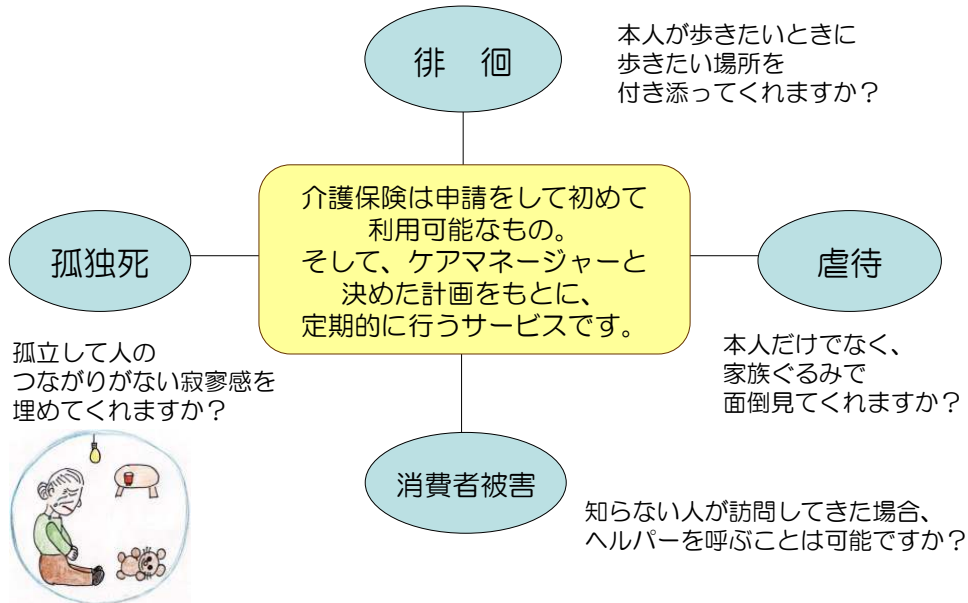 徘　徊
本人が歩きたいときに
歩きたい場所を
付き添ってくれますか？
介護保険は申請をして初めて
利用可能なもの。
そして、ケアマネージャーと
決めた計画をもとに、
定期的に行うサービスです。
孤独死
孤立して人の
つながりがない寂寥感を
埋めてくれますか？
虐待
本人だけでなく、
家族ぐるみで
面倒見てくれますか？
消費者被害
知らない人が訪問してきた場合、
ヘルパーを呼ぶことは可能ですか？